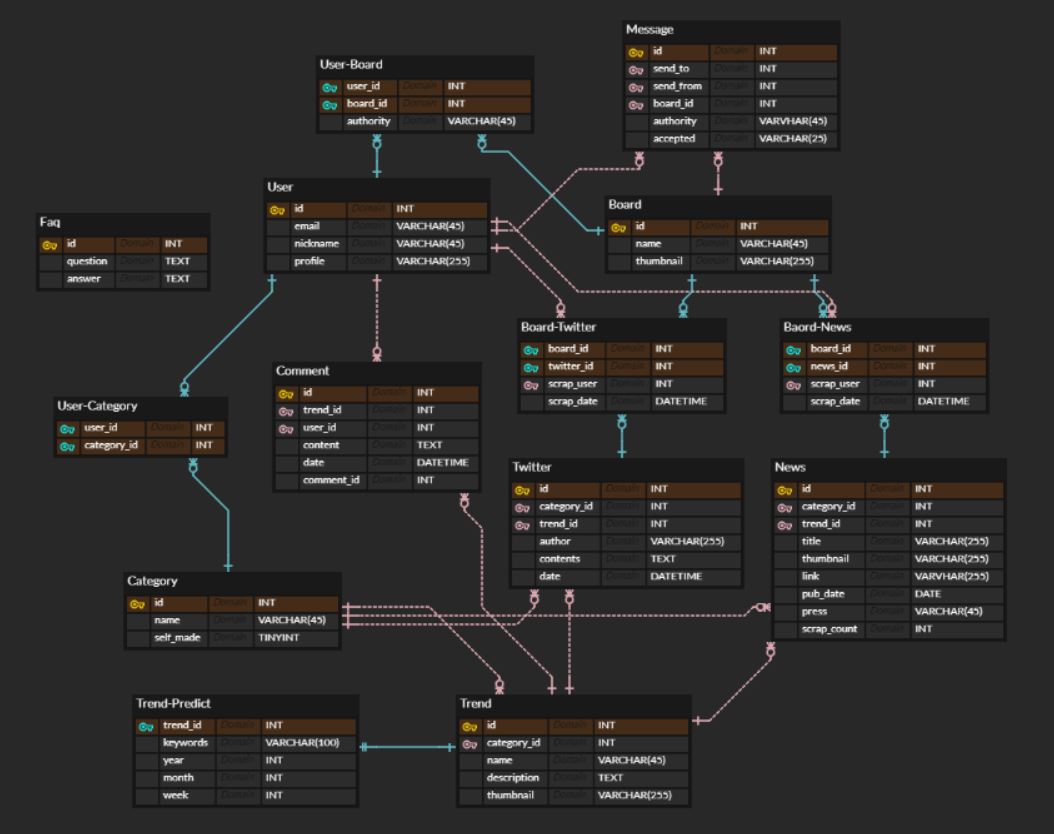 Message
id Domain INT
send_to Domain INT
send_from Domain INT
board_id Domain INT
authority Domain VARVHAR(45)
accepted Domain VARCHAR(25)
User-Board
user_id Domain INT
board_id Domain INT
authority Domain VARCHAR(45)
User
id Domain INT
email Domain VARCHAR(45)
nickname Domain VARCHAR(45)
profile Domain VARCHAR(255)
Board
id Domain INT
name Domain VARCHAR(45)
thumbnail Domain VARCHAR(255)
Faq
id Domain INT
question Domain TEXT
answer Domain TEXT
Board-Twitter
board_id Domain INT
twitter_id Domain INT
scrap_user Domain INT
scrap_date Domain DATETIME
Baord-News
board_id Domain INT
news_id Domain INT
scrap_user Domain INT
scrap_date Domain DATETIME
Comment
id Domain INT
trend_id Domain INT
user_id Domain INT
content Domain TEXT
date Domain DATETIME
comment_id Domain INT
User-Category
user_id Domain INT
category_id Domain INT
Twitter
id Domain INT
category_id Domain INT
trend_id Domain INT
author Domain VARCHAR(255)
contents Domain TEXT
date Domain DATETIME
News
id Domain INT
category_id Domain INT
trend_id Domain INT
title Domain VARCHAR(255)
thumbnail Domain VARCHAR(255)
link Domain VARVHAR(255)
pub_date Domain DATE
press Domain VARCHAR(45)
scrap_count Domain INT
Category
id Domain INT
name Domain VARCHAR(45)
self_made Domain TINYINT
Trend-Predict
trend_id Domain INT
keywords Domain VARCHAR(100)
year Domain INT
month Domain INT
week Domain INT
Trend
id Domain INT
category_id Domain INT
name Domain VARCHAR(45)
description Domain TEXT
thumbnail Domain VARCHAR(255)